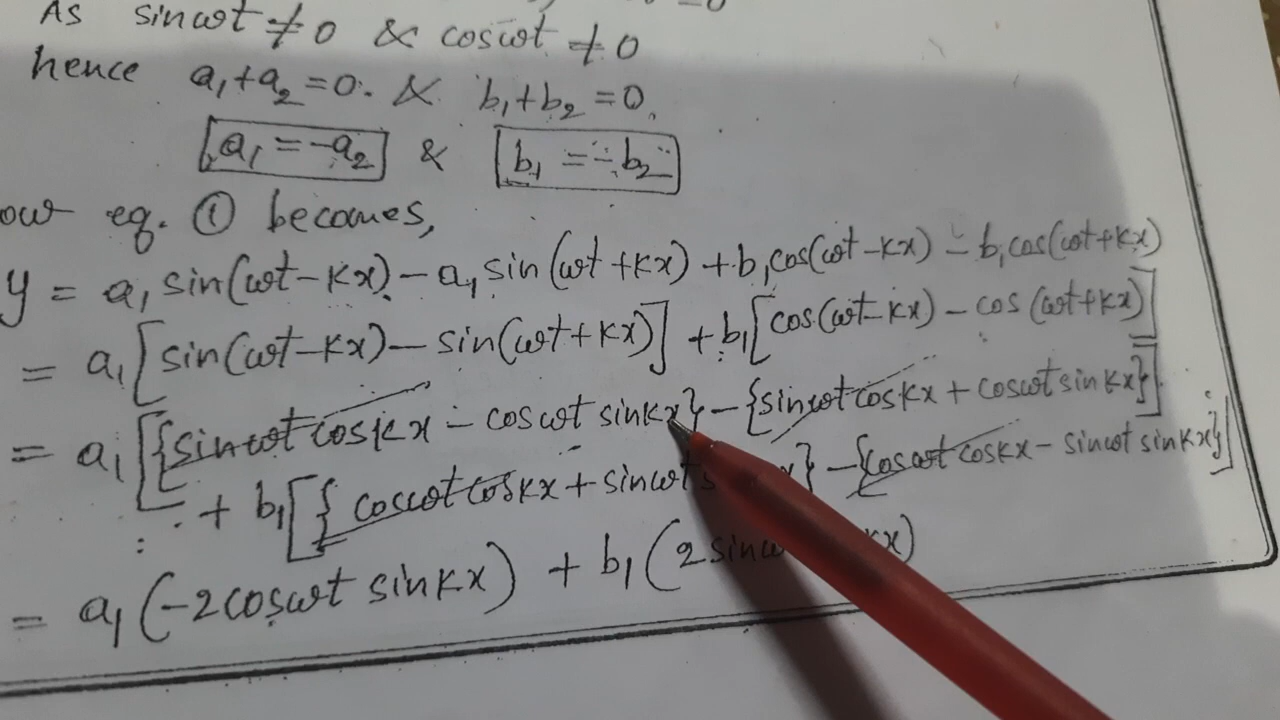 As sinωt ≠ 0 & cosωt ≠ 0
hence a₁+a₂=0. & b₁+b₂=0.
a₁=-a₂ & b₁=-b₂
eq. ① becomes,
y = a₁ sin(ωt-kx) - a₁ sin(ωt+kx) + b₁cos(ωt-kx) - b₁cos(ωt+kx)
= a₁[sin(ωt-kx) - sin(ωt+kx)] + b₁[cos(ωt-kx) - cos(ωt+kx)]
= a₁[{sinωt coskx - cosωt sinkx} - {sinωt coskx + cosωt sinkx}]
+ b₁[{cosωt coskx + sinωt x} - {cosωt coskx - sinωt sinkx}]
= a₁(-2cosωt sinkx) + b₁(2sinω kx)